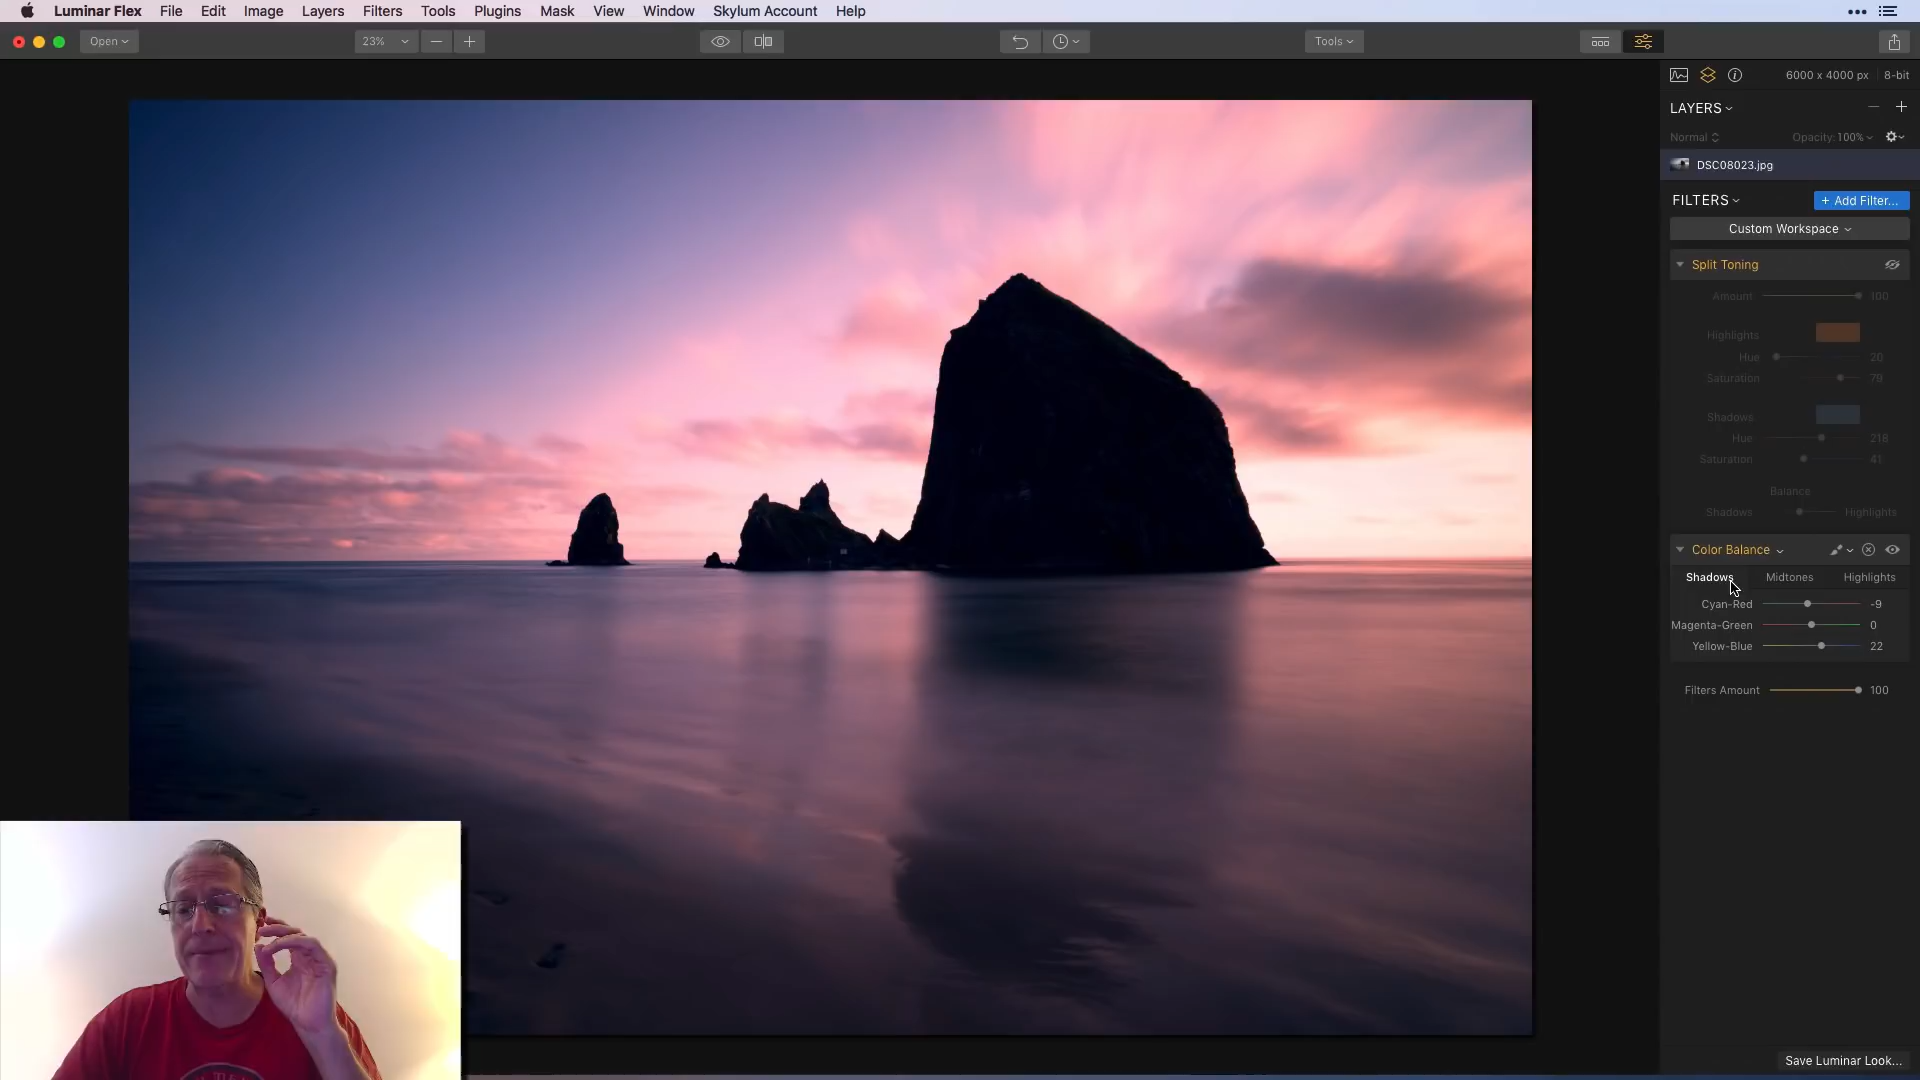 Luminar Flex File Edit Image Layers Filters Tools Plugins Mask View Window Skylum Account Help
Open 23% Tools
6000 x 4000 px 8-bit
LAYERS
Normal Opacity: 100%
DSC08023.jpg
FILTERS + Add Filter...
Custom Workspace
Split Toning
Amount 100
Highlights
Hue 20
Saturation 79
Shadows
Hue 218
Saturation 41
Balance
Shadows Highlights
Color Balance
Shadows Midtones Highlights
Cyan-Red -9
Magenta-Green 0
Yellow-Blue 22
Filters Amount 100
Save Luminar Look...